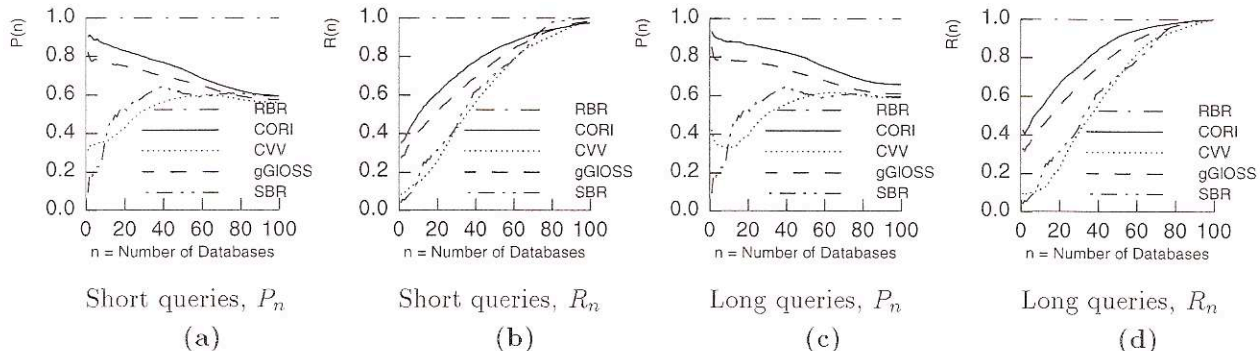 P(n)
1.0
0.8
0.6
0.4
0.2
0.0
RBR
CORI
CVV
gGlOSS
SBR
0 20 40 60 80 100
n = Number of Databases
Short queries, Pn
(a)
R(n)
1.0
0.8
0.6
0.4
0.2
0.0
RBR
CORI
CVV
gGlOSS
SBR
0 20 40 60 80 100
n = Number of Databases
Short queries, Rn
(b)
P(n)
1.0
0.8
0.6
0.4
0.2
0.0
RBR
CORI
CVV
gGlOSS
SBR
0 20 40 60 80 100
n = Number of Databases
Long queries, Pn
(c)
R(n)
1.0
0.8
0.6
0.4
0.2
0.0
RBR
CORI
CVV
gGlOSS
SBR
0 20 40 60 80 100
n = Number of Databases
Long queries, Rn
(d)